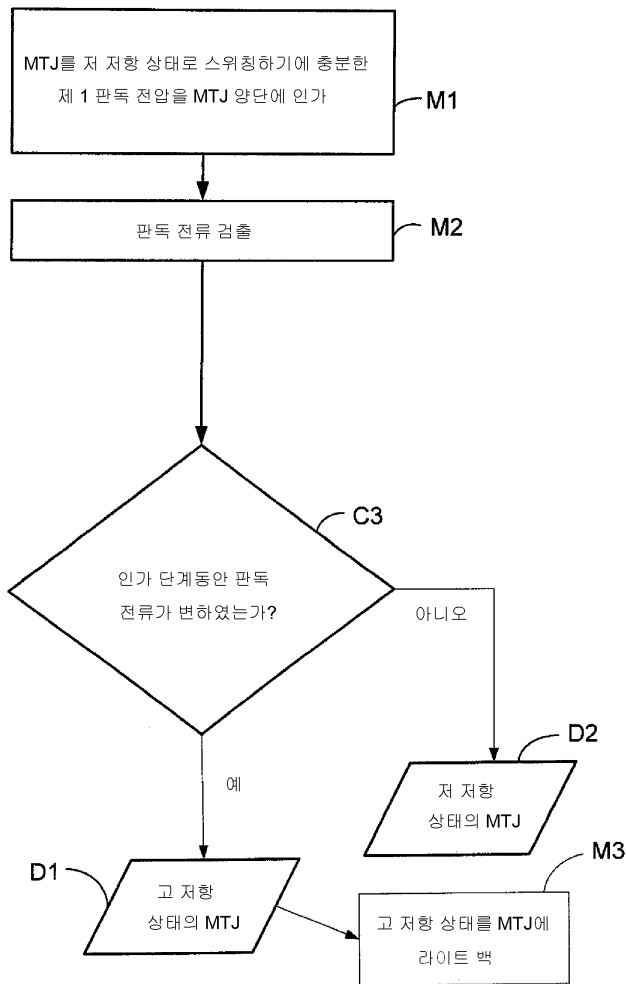 MTJ를 저 저항 상태로 스위칭하기에 충분한
제 1 판독 전압을 MTJ 양단에 인가
M1
판독 전류 검출
M2
C3
인가 단계동안 판독
전류가 변하였는가?
아니오
예
D2
저 저항
상태의 MTJ
D1
고 저항
상태의 MTJ
M3
고 저항 상태를 MTJ에
라이트 백